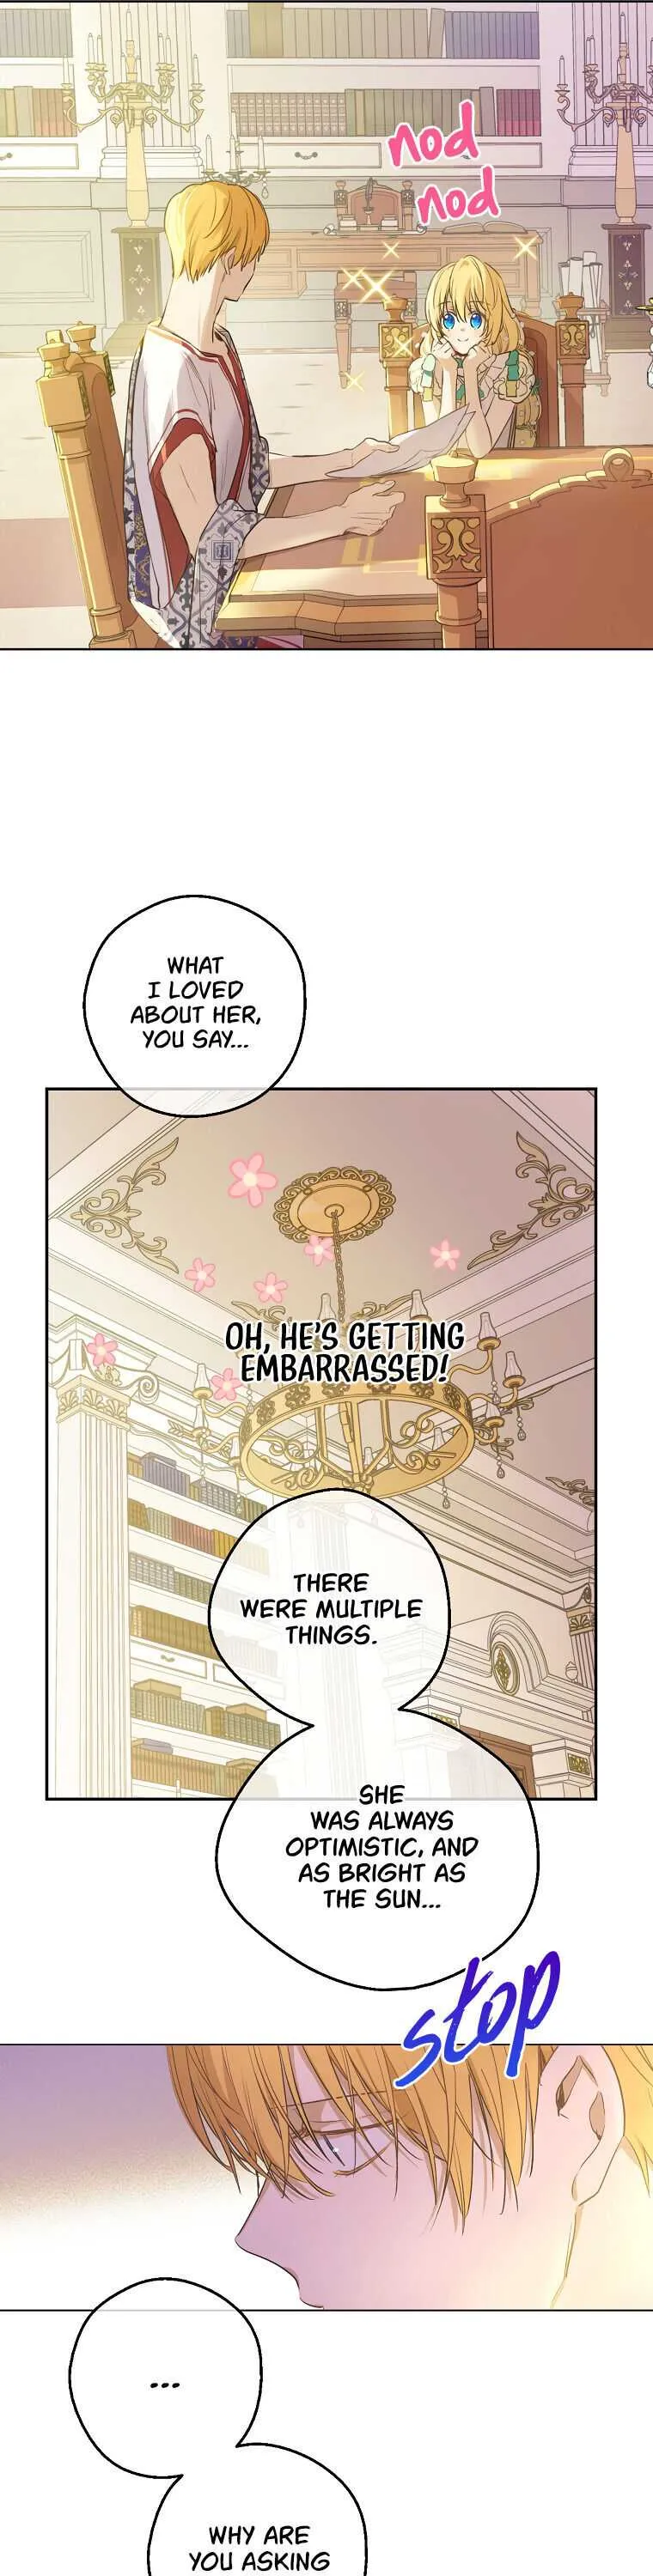 nod
nod
WHAT
I LOVED
ABOUT HER,
YOU SAY...
OH, HE'S GETTING
EMBARRASSED!
THERE
WERE MULTIPLE
THINGS.
SHE
WAS ALWAYS
OPTIMISTIC, AND
AS BRIGHT AS
THE SUN...
stop
...
WHY ARE
YOU ASKING